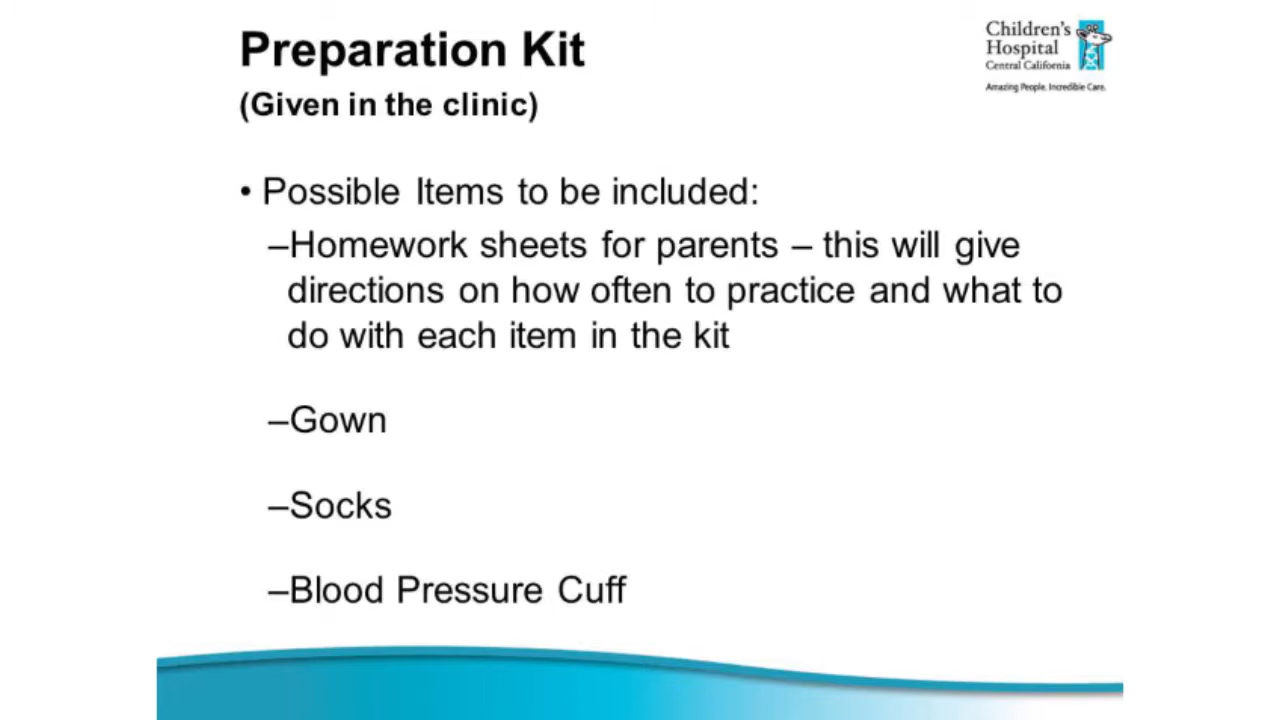 Preparation Kit
(Given in the clinic)
Children's
Hospital
Central California
Amazing People. Incredible Care.
• Possible Items to be included:
–Homework sheets for parents – this will give
directions on how often to practice and what to
do with each item in the kit
–Gown
–Socks
–Blood Pressure Cuff